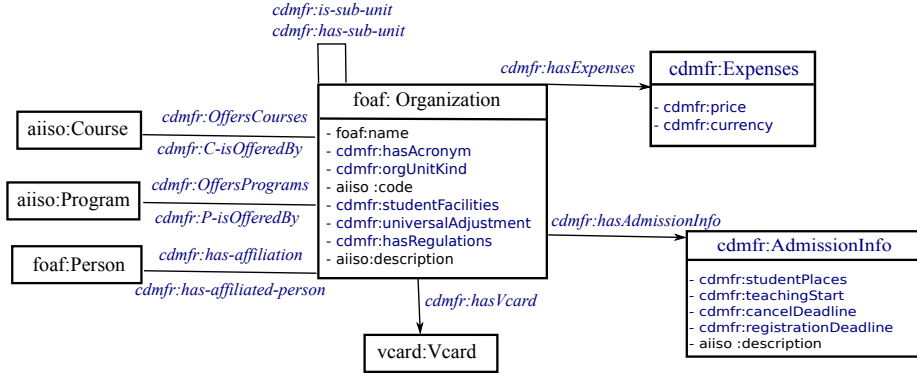 cdmfr:is-sub-unit
cdmfr:has-sub-unit
cdmfr:hasExpenses
cdmfr:Expenses
- cdmfr:price
- cdmfr:currency
foaf: Organization
- foaf:name
- cdmfr:hasAcronym
- cdmfr:orgUnitKind
- aiiso :code
- cdmfr:studentFacilities
- cdmfr:universalAdjustment
- cdmfr:hasRegulations
- aiiso:description
aiiso:Course
cdmfr:OffersCourses
cdmfr:C-isOfferedBy
aiiso:Program
cdmfr:OffersPrograms
cdmfr:P-isOfferedBy
foaf:Person
cdmfr:has-affiliation
cdmfr:has-affiliated-person
cdmfr:hasAdmissionInfo
cdmfr:AdmissionInfo
- cdmfr:studentPlaces
- cdmfr:teachingStart
- cdmfr:cancelDeadline
- cdmfr:registrationDeadline
- aiiso :description
cdmfr:hasVcard
vcard:Vcard